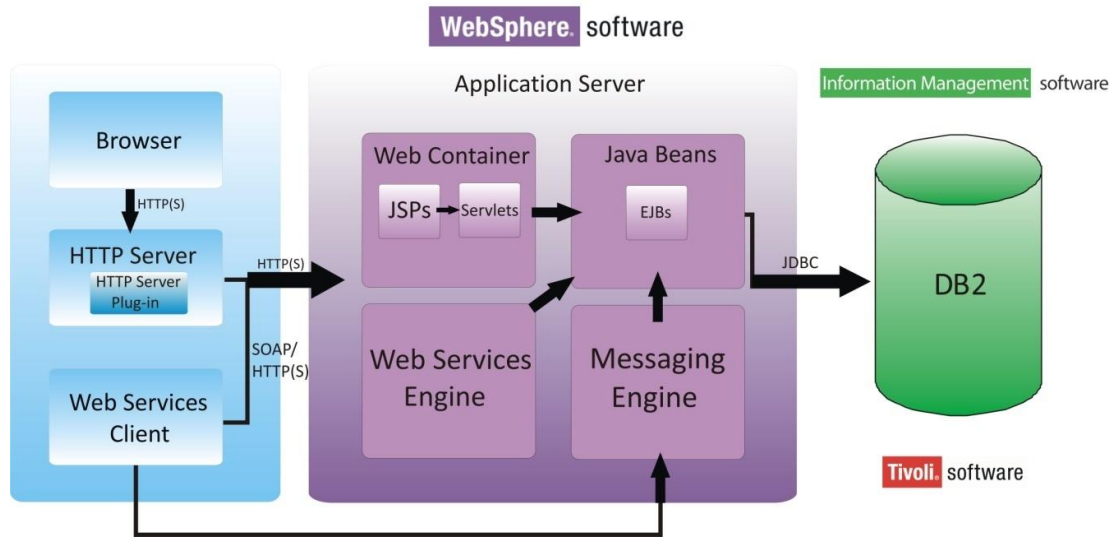 WebSphere. software
Application Server
Information Management software
Browser
HTTP(S)
HTTP Server
HTTP Server
Plug-in
HTTP(S)
SOAP/
HTTP(S)
Web Services
Client
Web Container
JSPs
Servlets
Java Beans
EJBs
Web Services
Engine
Messaging
Engine
JDBC
DB2
Tivoli. software